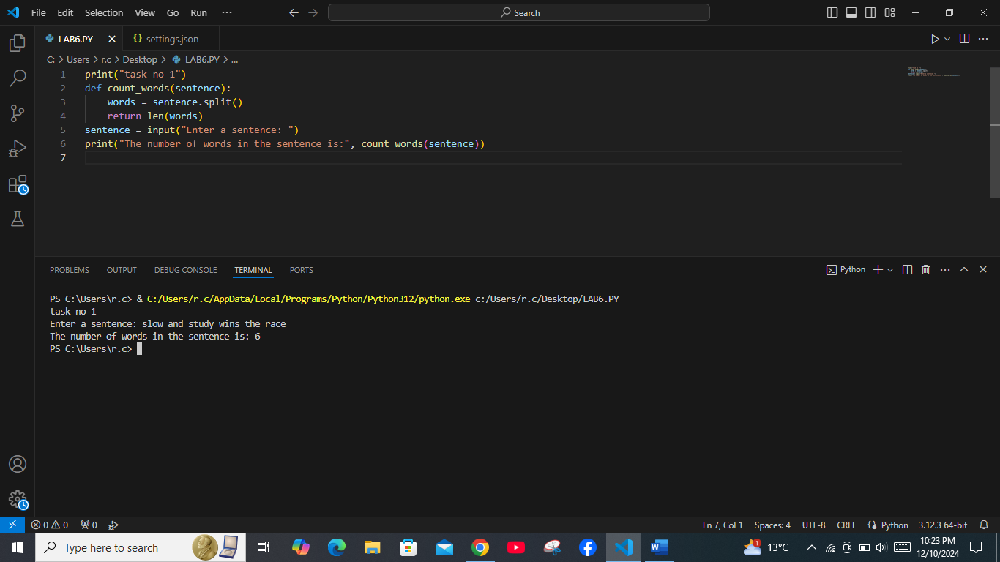 File Edit Selection View Go Run ··· Search
LAB6.PY settings.json
C: > Users > r.c > Desktop > LAB6.PY > ...
1 print("task no 1")
2 def count_words(sentence):
3 words = sentence.split()
4 return len(words)
5 sentence = input("Enter a sentence: ")
6 print("The number of words in the sentence is:", count_words(sentence))
7
PROBLEMS OUTPUT DEBUG CONSOLE TERMINAL PORTS Python
PS C:\Users\r.c> & C:/Users/r.c/AppData/Local/Programs/Python/Python312/python.exe c:/Users/r.c/Desktop/LAB6.PY
task no 1
Enter a sentence: slow and study wins the race
The number of words in the sentence is: 6
PS C:\Users\r.c>
0 0 0 Ln 7, Col 1 Spaces: 4 UTF-8 CRLF Python 3.12.3 64-bit
Type here to search 1 13°C 10:23 PM
12/10/2024